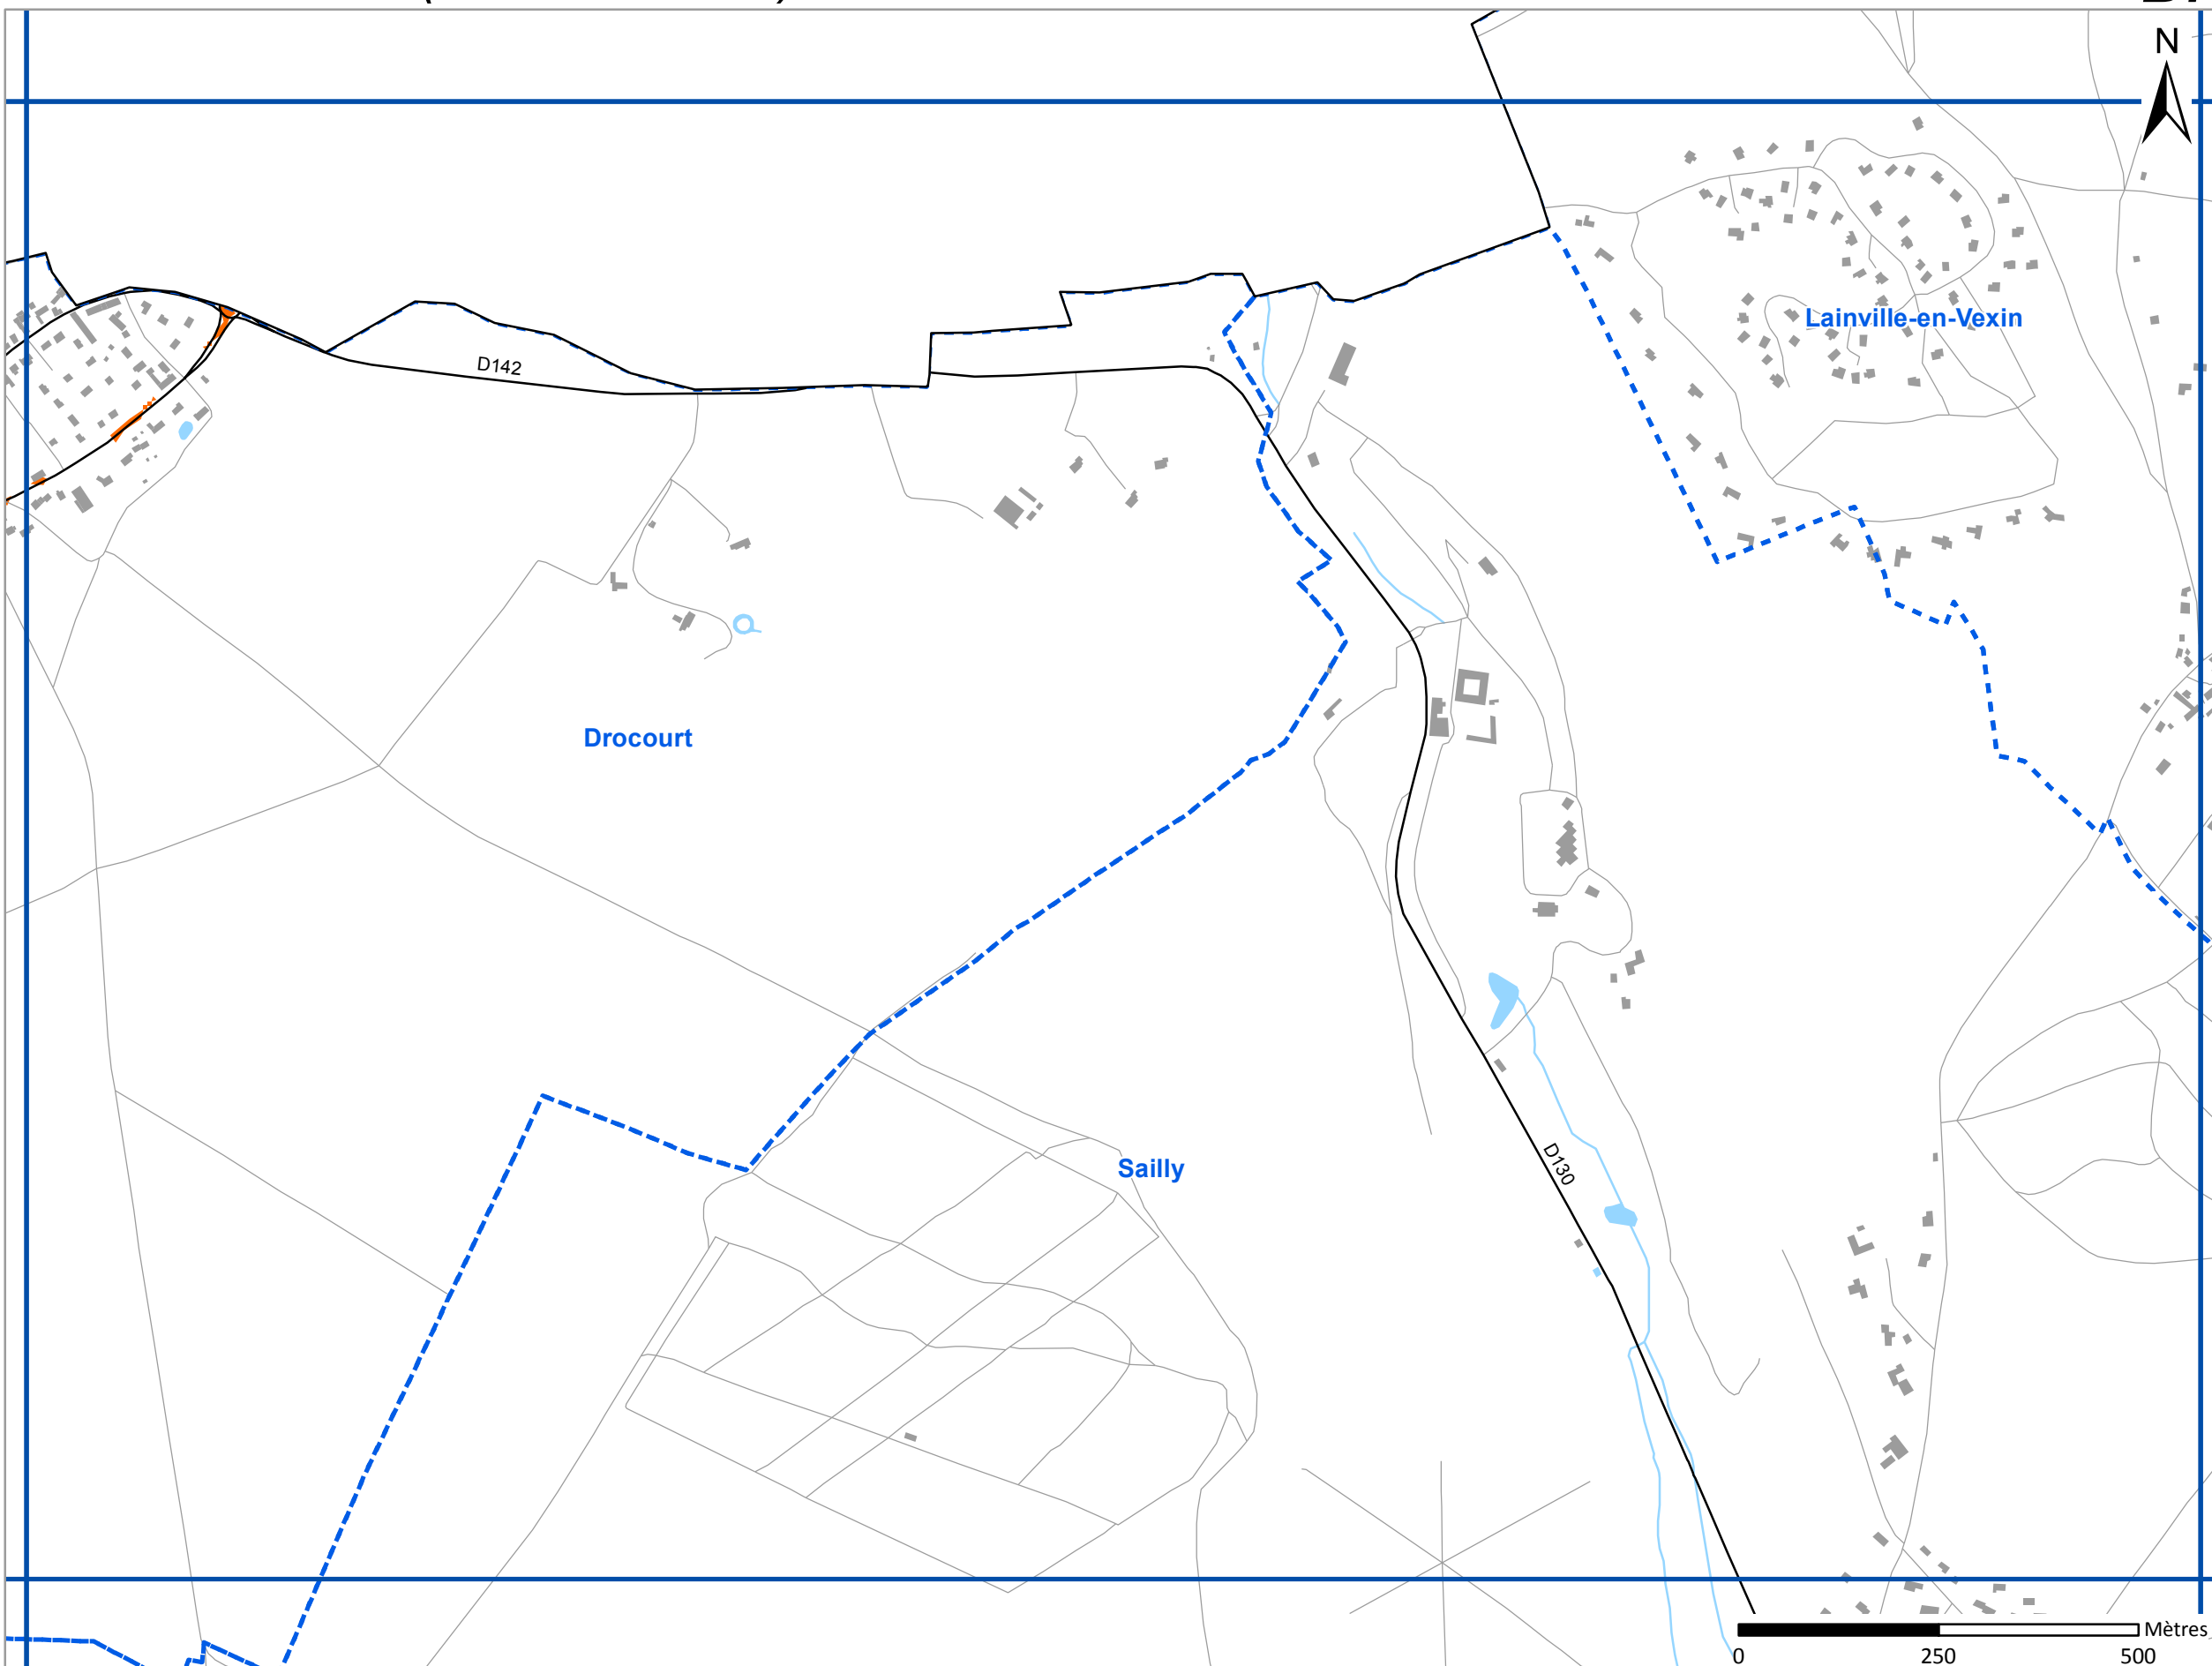 N
Lainville-en-Vexin
D142
Drocourt
Sailly
D130
Mètres
0 250 500